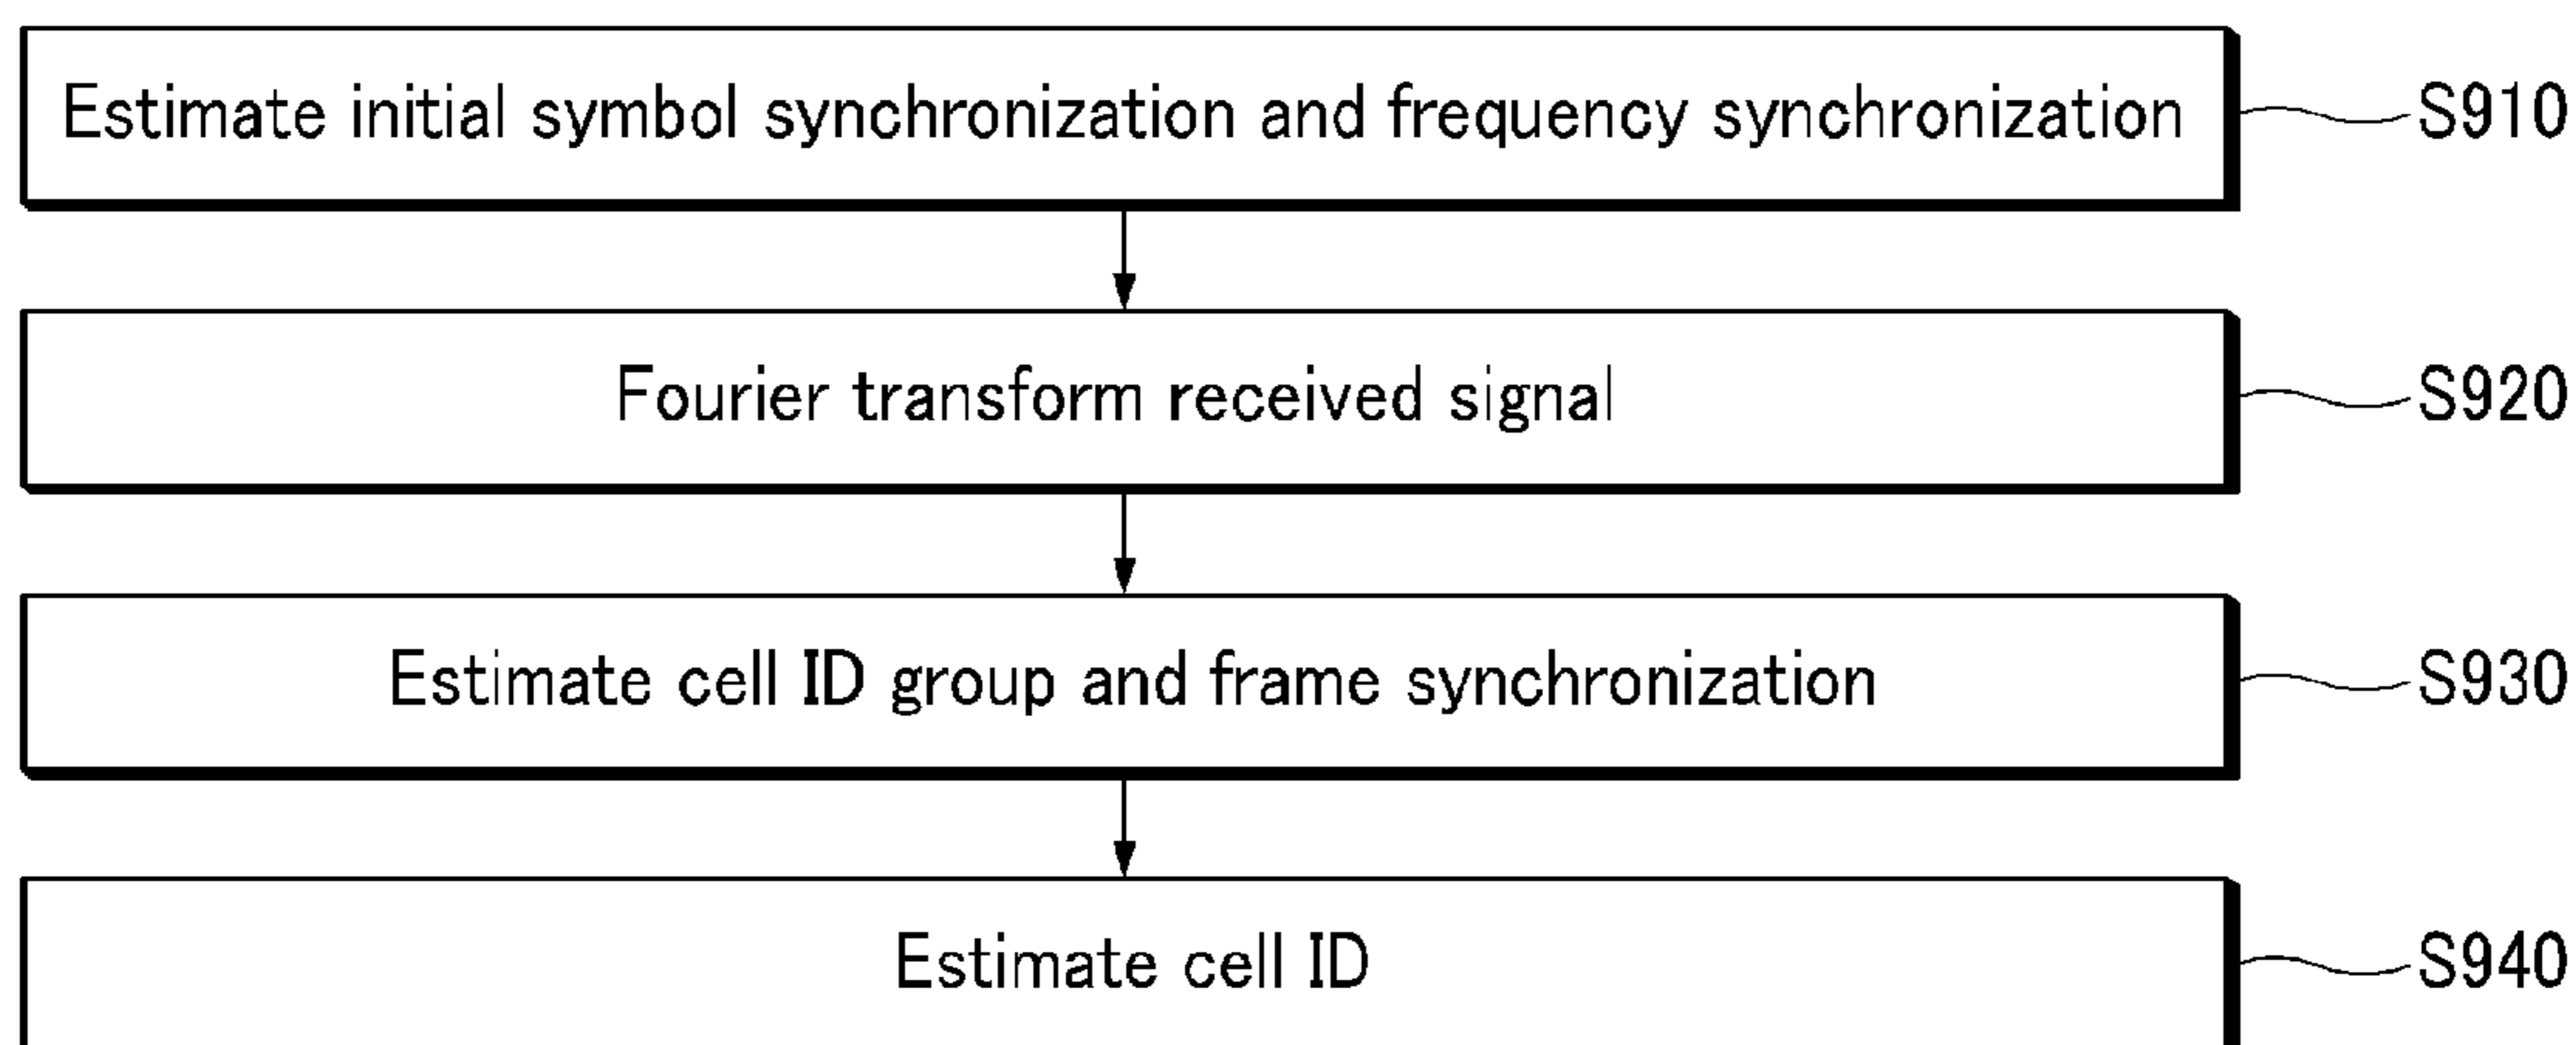 Estimate initial symbol synchronization and frequency synchronization S910
Fourier transform received signal S920
Estimate cell ID group and frame synchronization S930
Estimate cell ID S940